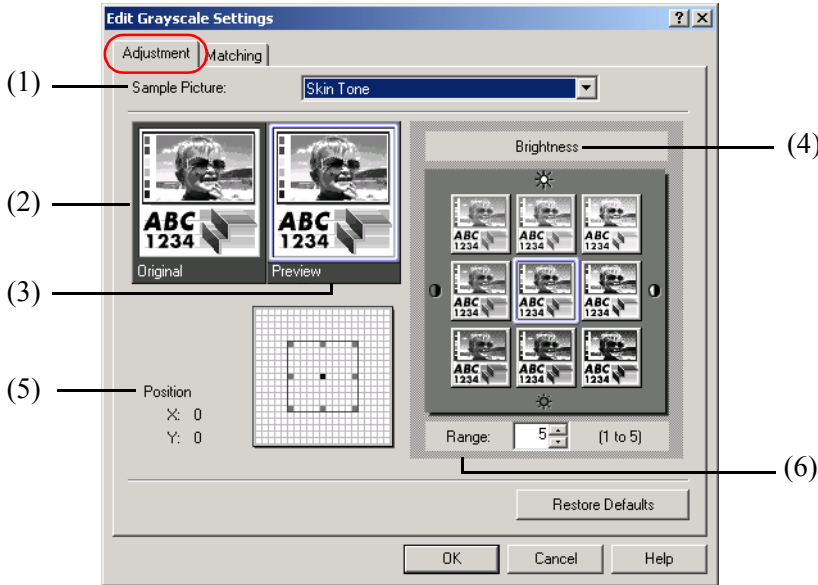 Edit Grayscale Settings
Adjustment Matching
(1) Sample Picture: Skin Tone
Brightness (4)
(2)
ABC
1234
ABC
1234
Original Preview
(3)
ABC
1234
ABC
1234
ABC
1234
ABC
1234
ABC
1234
ABC
1234
ABC
1234
ABC
1234
ABC
1234
(5) Position
X: 0
Y: 0
Range: 5 (1 to 5)
(6)
Restore Defaults
OK Cancel Help